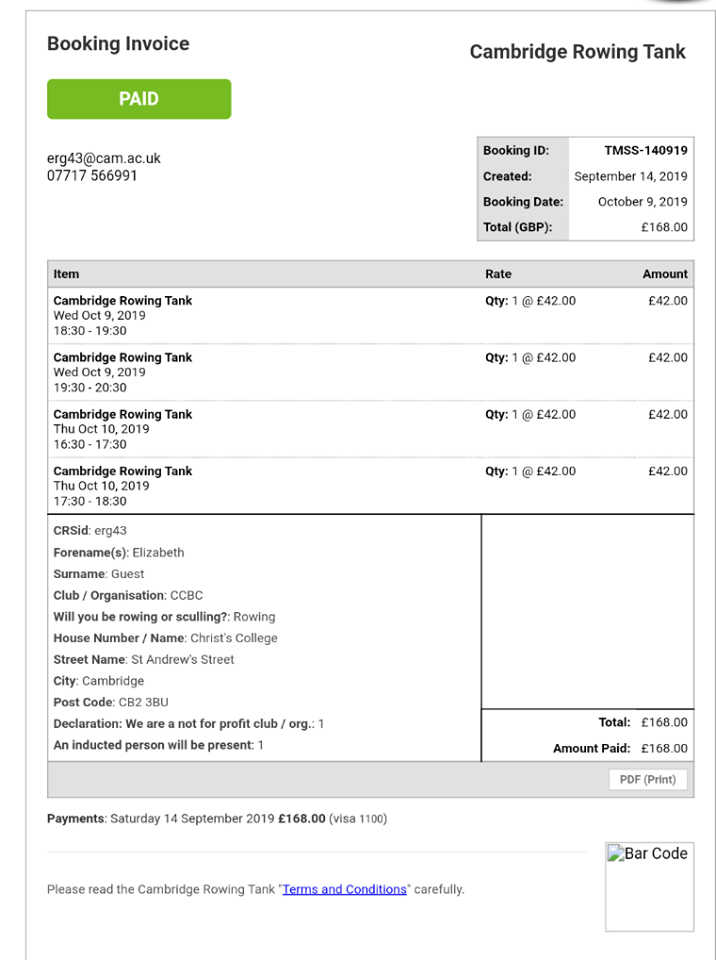 Booking Invoice
Cambridge Rowing Tank
PAID
erg43@cam.ac.uk
07717 566991
Booking ID: TMSS-140919
Created: September 14, 2019
Booking Date: October 9, 2019
Total (GBP): £168.00
Item Rate Amount
Cambridge Rowing Tank Qty: 1 @ £42.00 £42.00
Wed Oct 9, 2019
18:30 - 19:30
Cambridge Rowing Tank Qty: 1 @ £42.00 £42.00
Wed Oct 9, 2019
19:30 - 20:30
Cambridge Rowing Tank Qty: 1 @ £42.00 £42.00
Thu Oct 10, 2019
16:30 - 17:30
Cambridge Rowing Tank Qty: 1 @ £42.00 £42.00
Thu Oct 10, 2019
17:30 - 18:30
CRSid: erg43
Forename(s): Elizabeth
Surname: Guest
Club / Organisation: CCBC
Will you be rowing or sculling?: Rowing
House Number / Name: Christ's College
Street Name: St Andrew's Street
City: Cambridge
Post Code: CB2 3BU
Declaration: We are a not for profit club / org.: 1
An inducted person will be present: 1
Total: £168.00
Amount Paid: £168.00
PDF (Print)
Payments: Saturday 14 September 2019 £168.00 (visa 1100)
Bar Code
Please read the Cambridge Rowing Tank "Terms and Conditions" carefully.